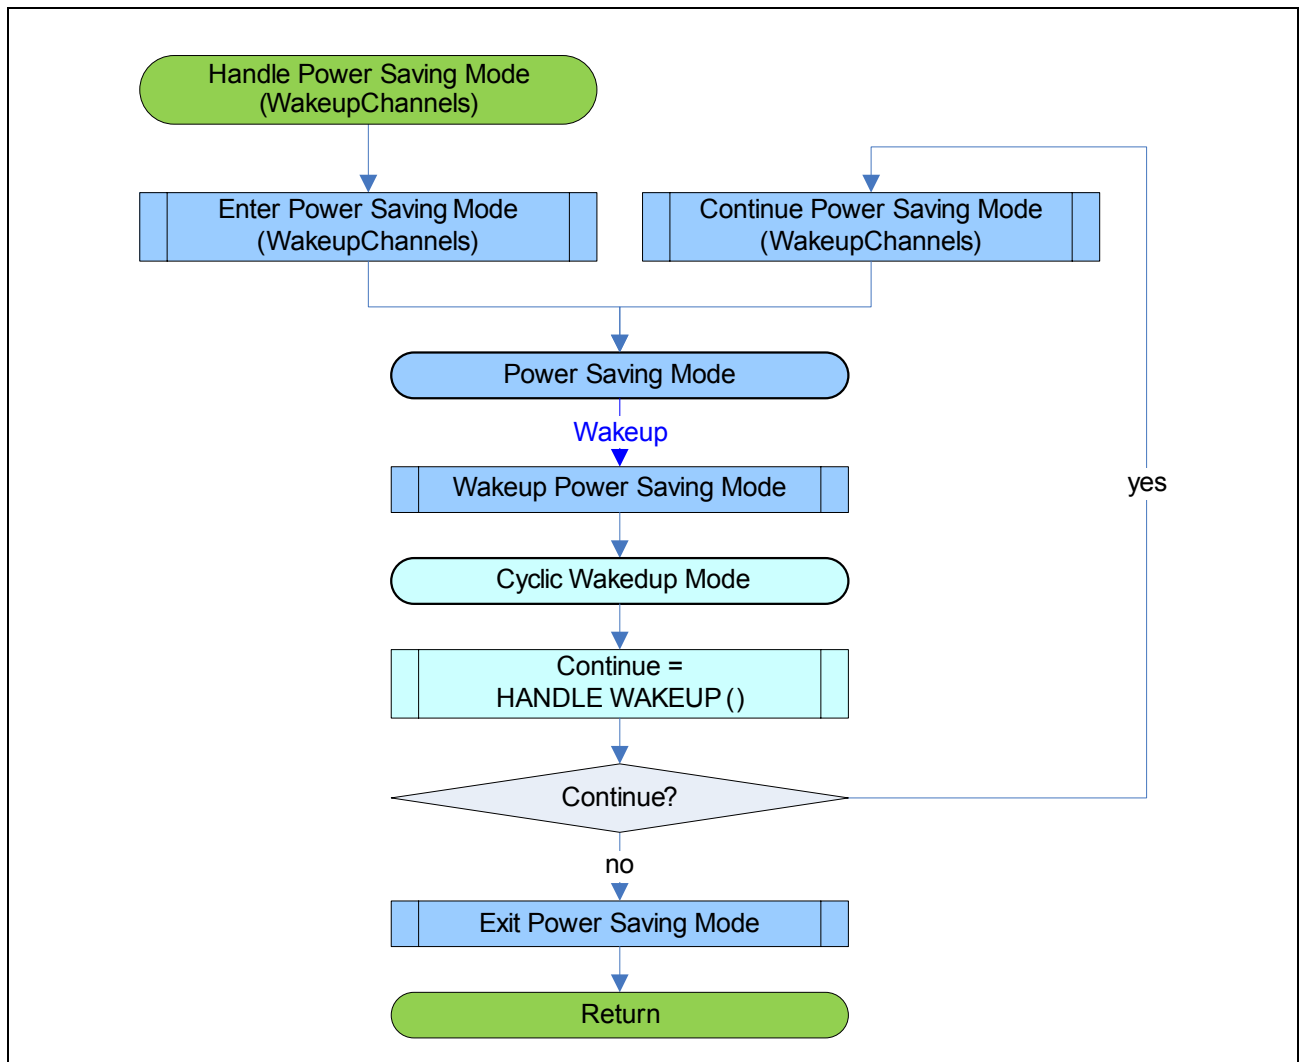 Handle Power Saving Mode
(WakeupChannels)
Enter Power Saving Mode
(WakeupChannels)
Continue Power Saving Mode
(WakeupChannels)
Power Saving Mode
Wakeup
Wakeup Power Saving Mode
yes
Cyclic Wakedup Mode
Continue =
HANDLE WAKEUP ()
Continue?
no
Exit Power Saving Mode
Return